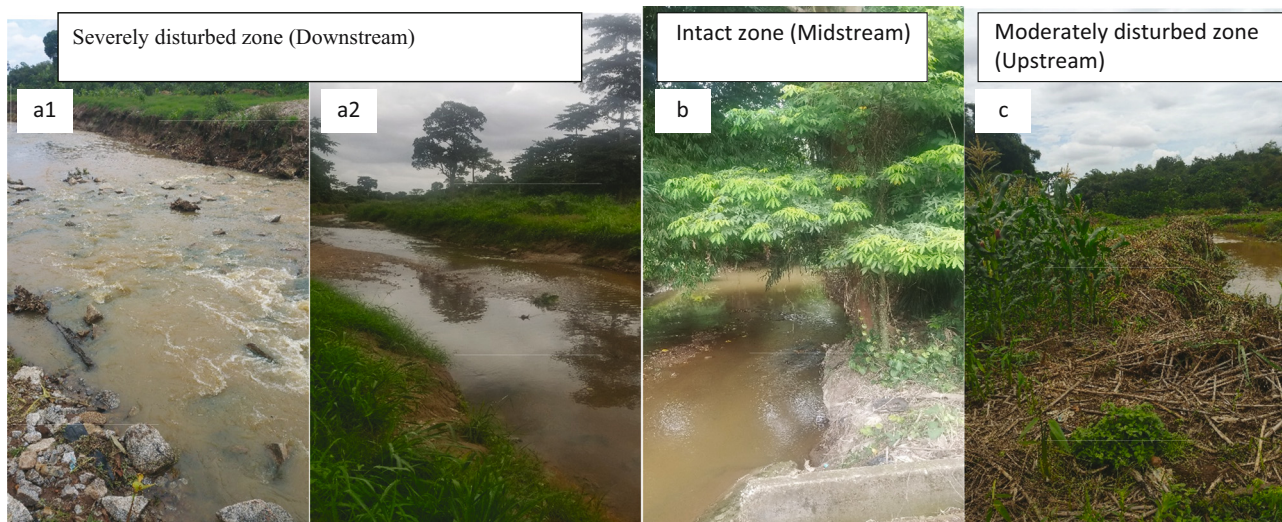 Severely disturbed zone (Downstream)
Intact zone (Midstream)
Moderately disturbed zone
(Upstream)
a1
a2
b
c